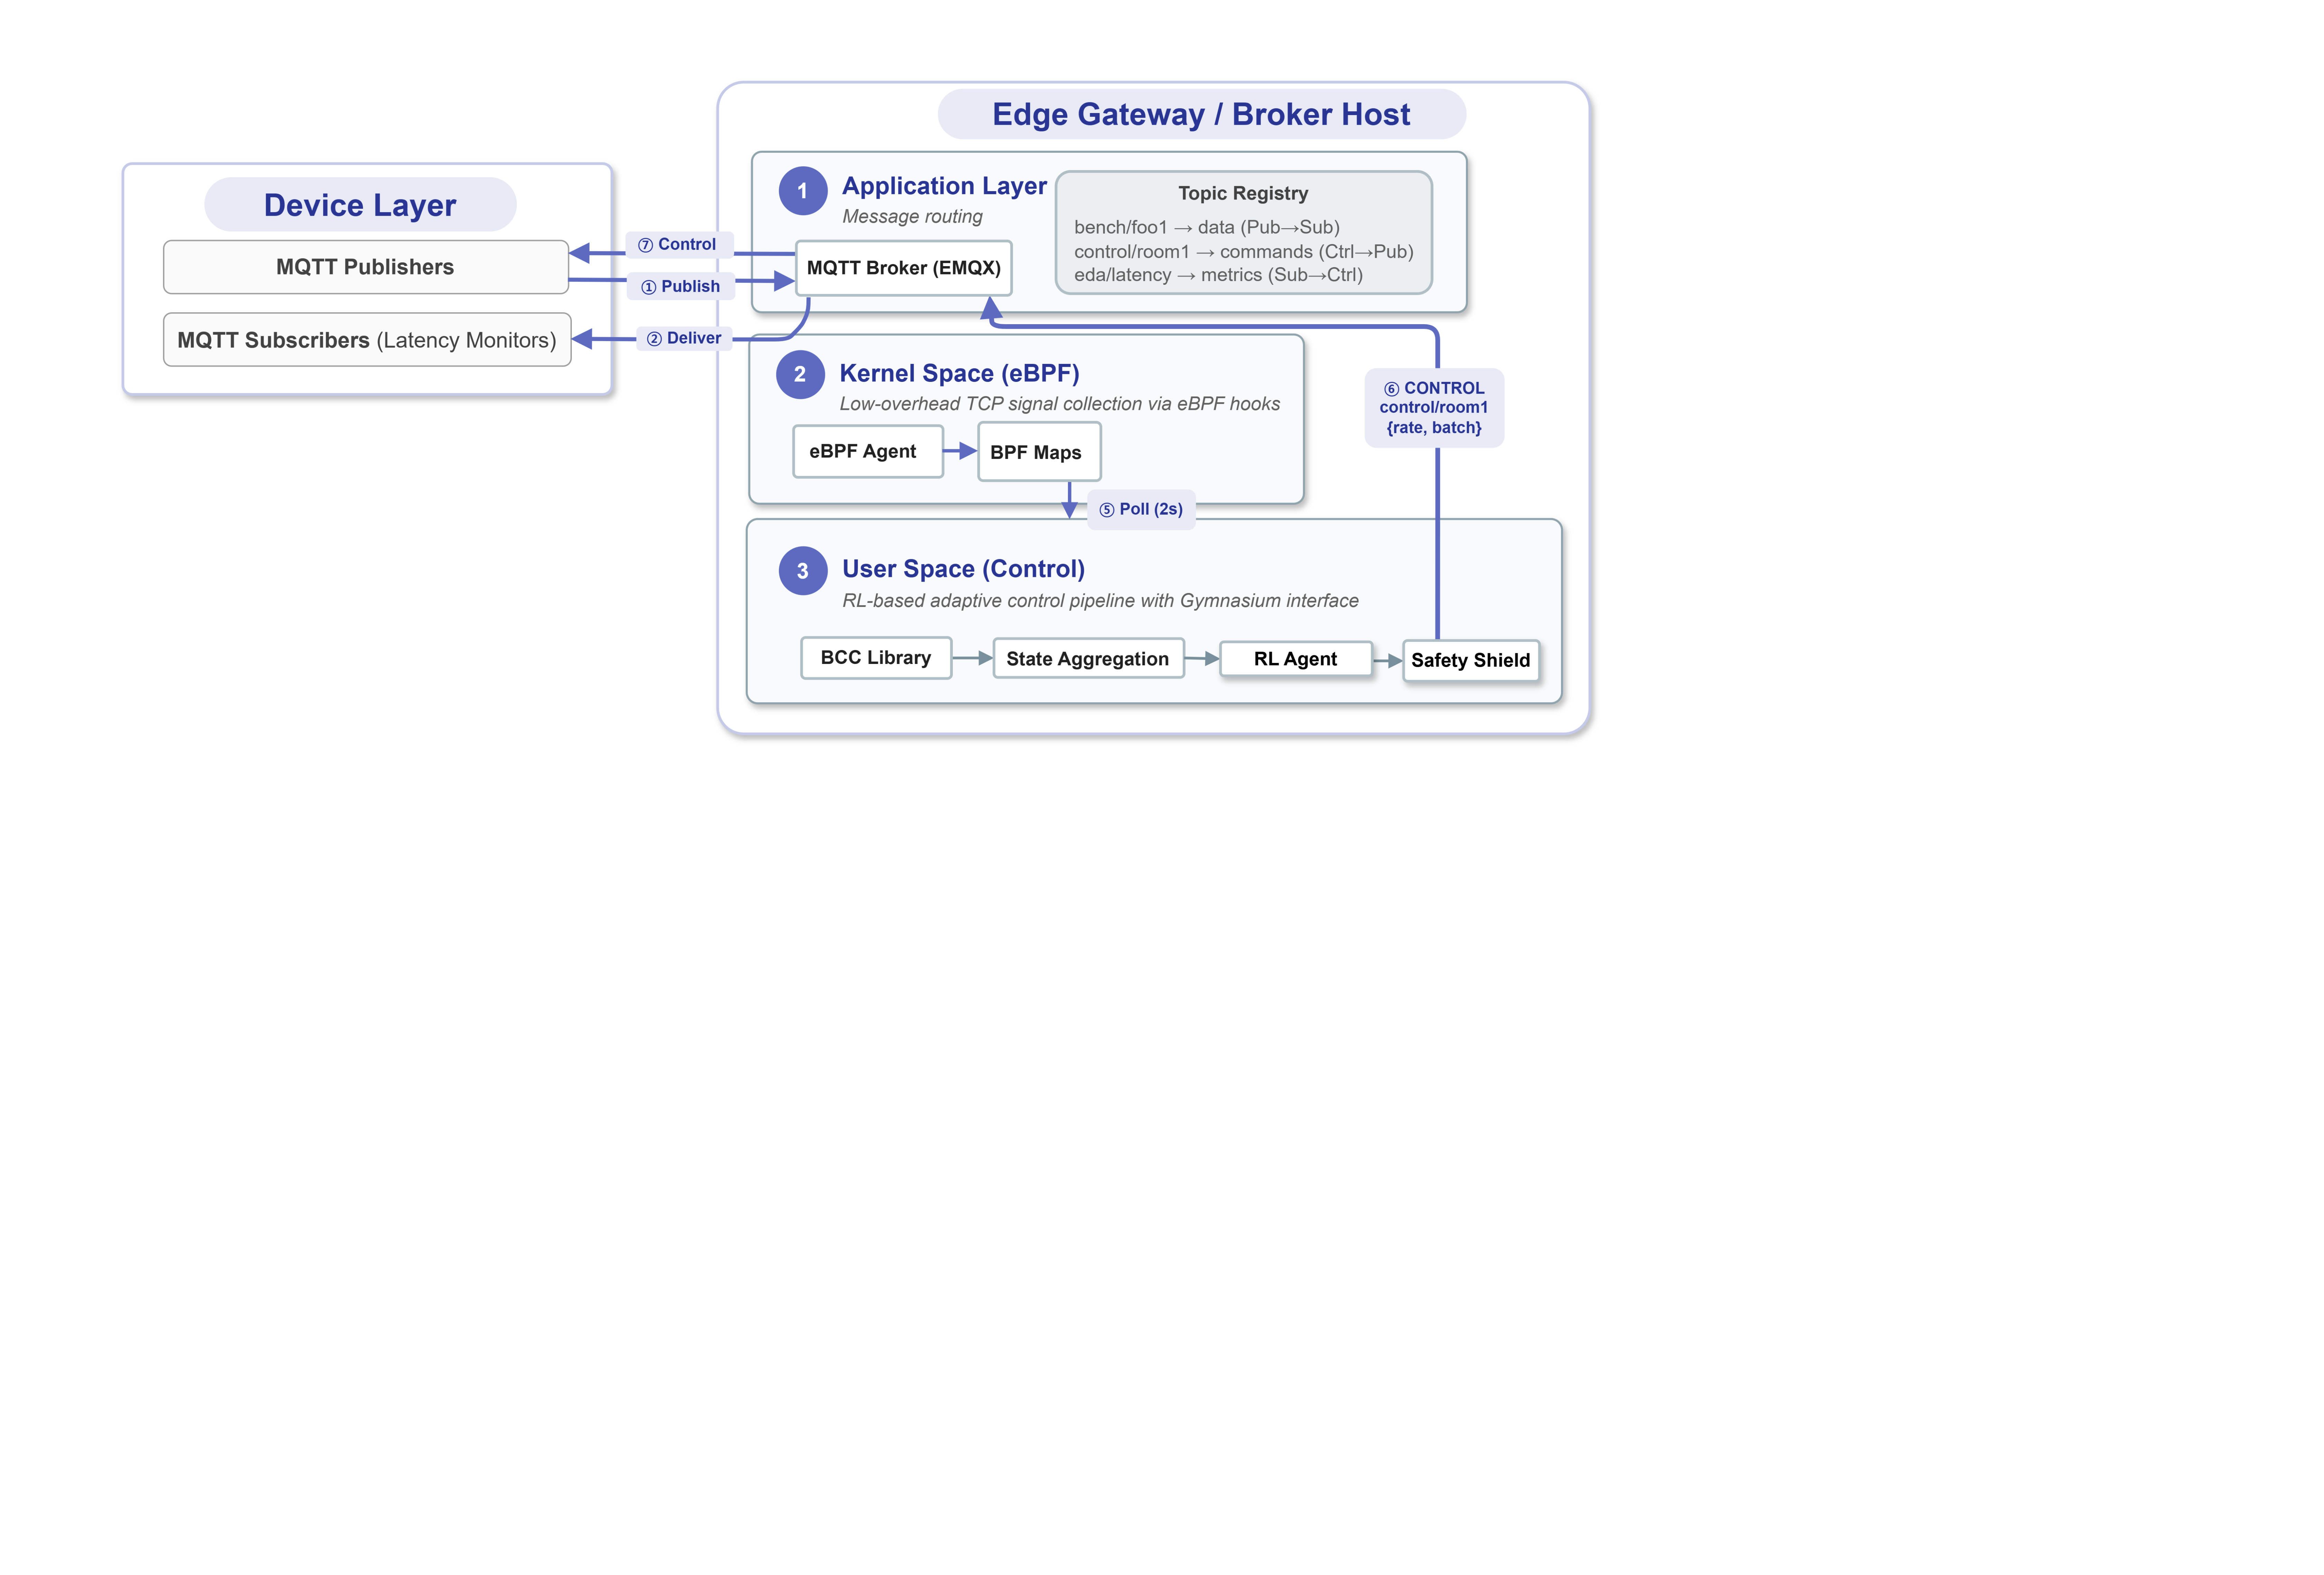 Edge Gateway / Broker Host
Device Layer
MQTT Publishers
MQTT Subscribers (Latency Monitors)
⑦ Control
① Publish
② Deliver
1
Application Layer
Message routing
MQTT Broker (EMQX)
Topic Registry
bench/foo1 → data (Pub→Sub)
control/room1 → commands (Ctrl→Pub)
eda/latency → metrics (Sub→Ctrl)
2
Kernel Space (eBPF)
Low-overhead TCP signal collection via eBPF hooks
eBPF Agent
BPF Maps
⑤ Poll (2s)
⑥ CONTROL
control/room1
{rate, batch}
3
User Space (Control)
RL-based adaptive control pipeline with Gymnasium interface
BCC Library
State Aggregation
RL Agent
Safety Shield